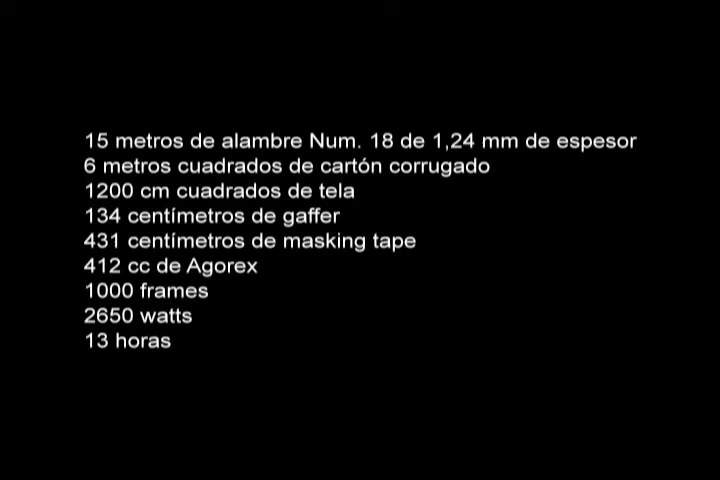 15 metros de alambre Num. 18 de 1,24 mm de espesor
6 metros cuadrados de cartón corrugado
1200 cm cuadrados de tela
134 centímetros de gaffer
431 centímetros de masking tape
412 cc de Agorex
1000 frames
2650 watts
13 horas